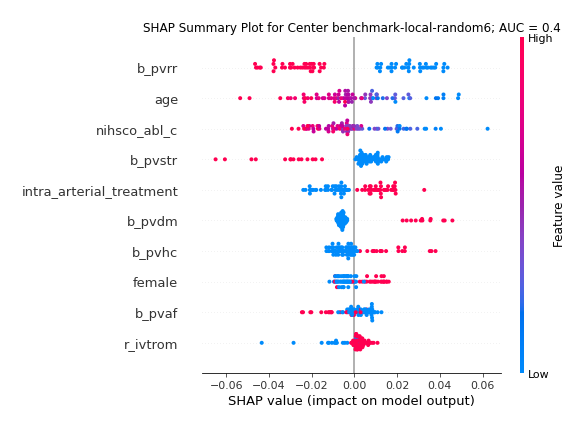 SHAP Summary Plot for Center benchmark-local-random6; AUC = 0.4
High
b_pvrr
age
nihsco_abl_c
b_pvstr
intra_arterial_treatment
b_pvdm
b_pvhc
female
b_pvaf
r_ivtrom
Feature value
Low
−0.06 −0.04 −0.02 0.00 0.02 0.04 0.06
SHAP value (impact on model output)